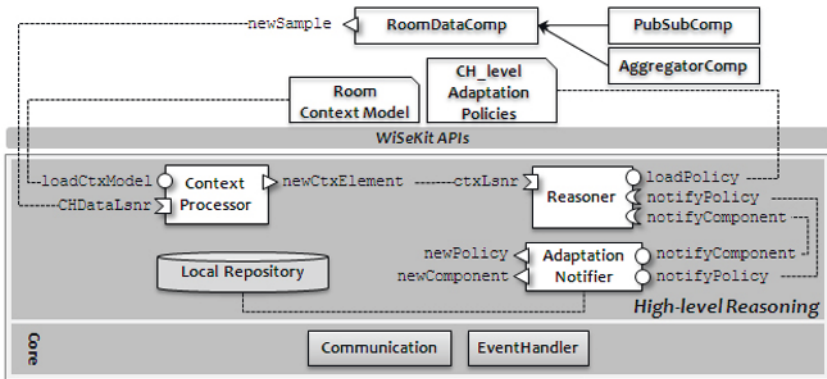 newSample
RoomDataComp
PubSubComp
AggregatorComp
Room
Context Model
CH_level
Adaptation
Policies
WiSeKit APIs
loadCtxModel
CHDataLsnr
Context
Processor
newCtxElement
ctxLsnr
Reasoner
loadPolicy
notifyPolicy
notifyComponent
Local Repository
newPolicy
newComponent
Adaptation
Notifier
notifyComponent
notifyPolicy
High-level Reasoning
Core
Communication
EventHandler